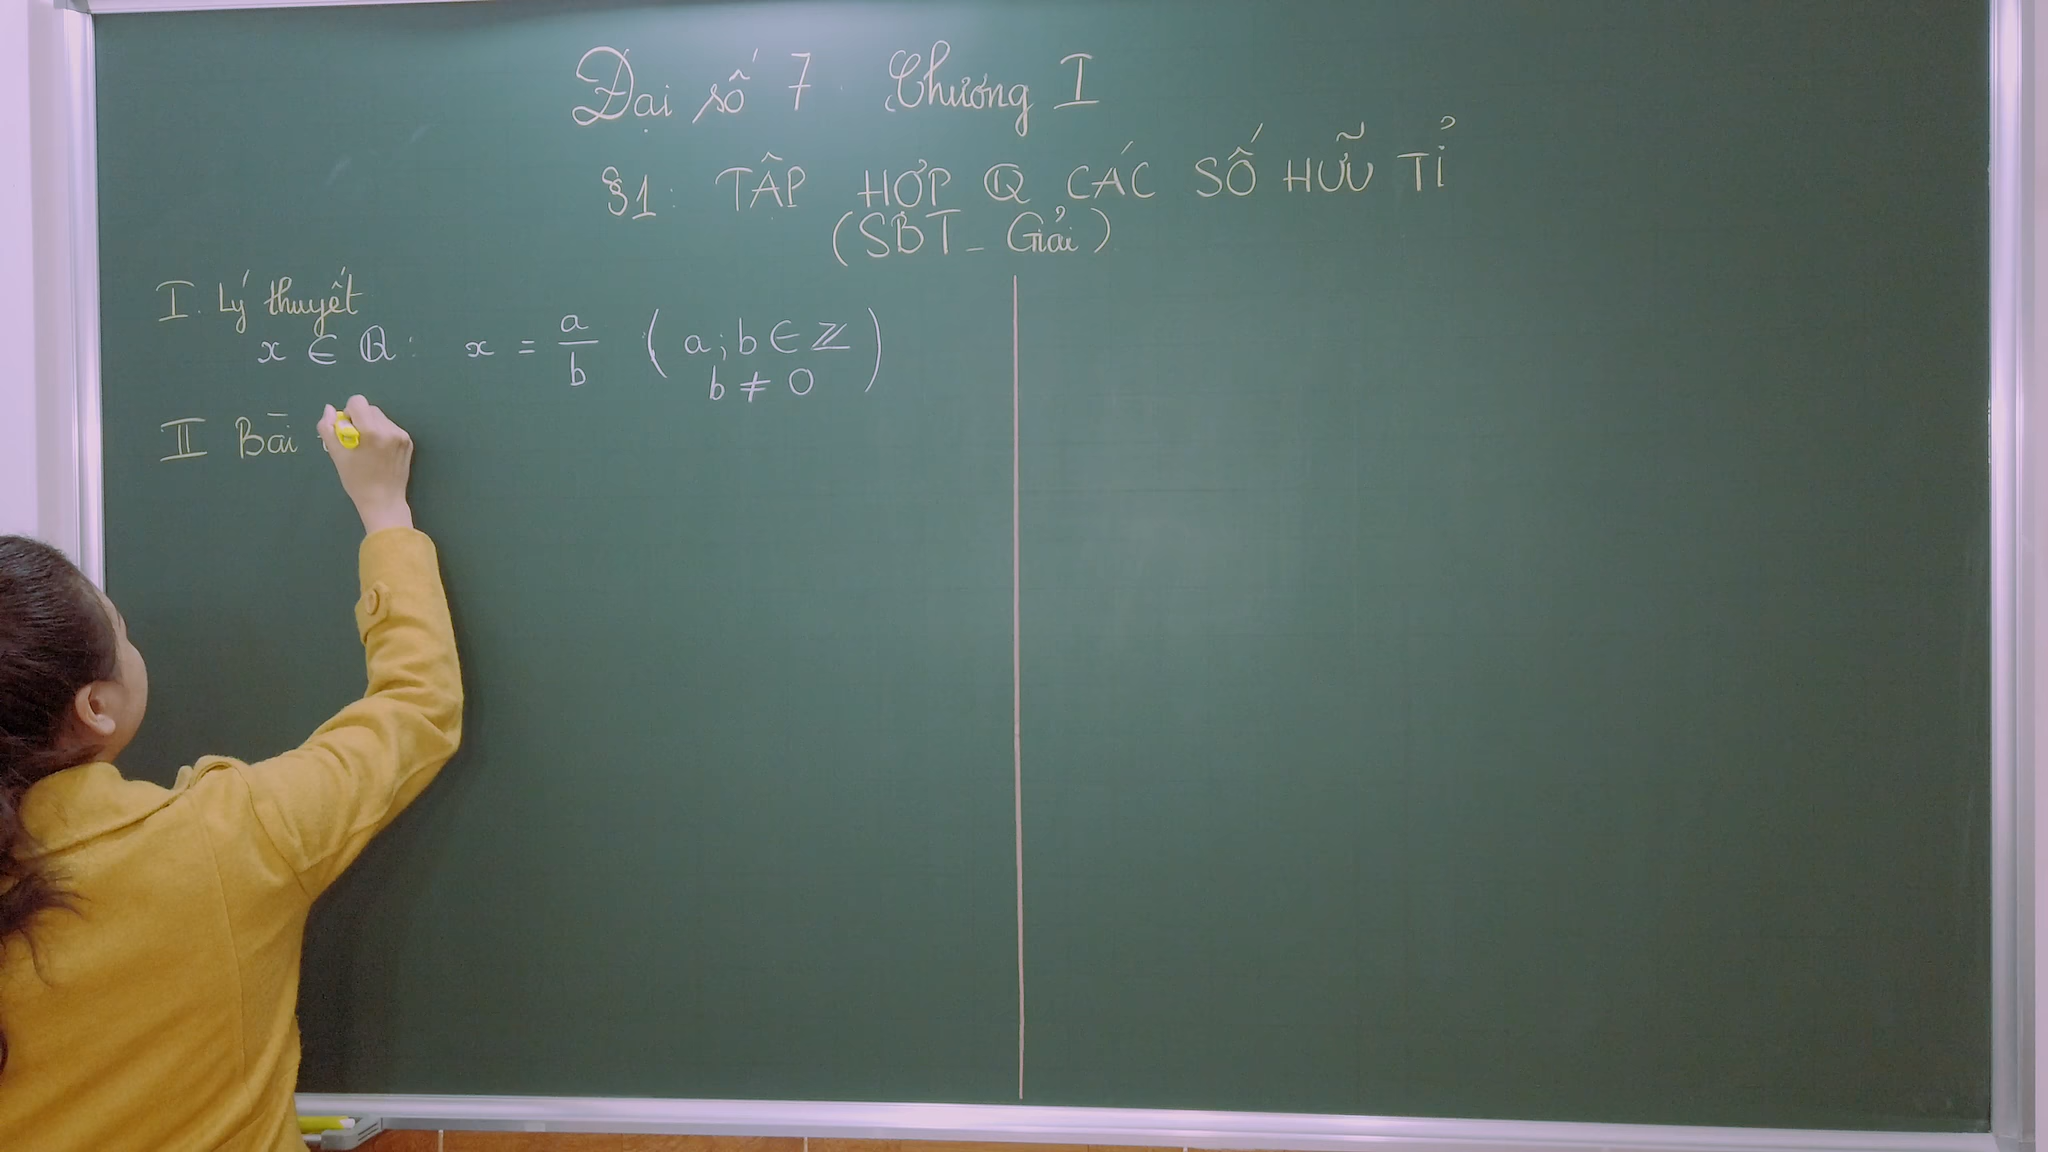 Đại số 7. Chương I
§1: TẬP HỢP Q CÁC SỐ HỮU TỈ
(SBT - Giải)
I. Lý thuyết
x ∈ ℚ: x = a/b (a; b ∈ ℤ
b ≠ 0)
II Bài